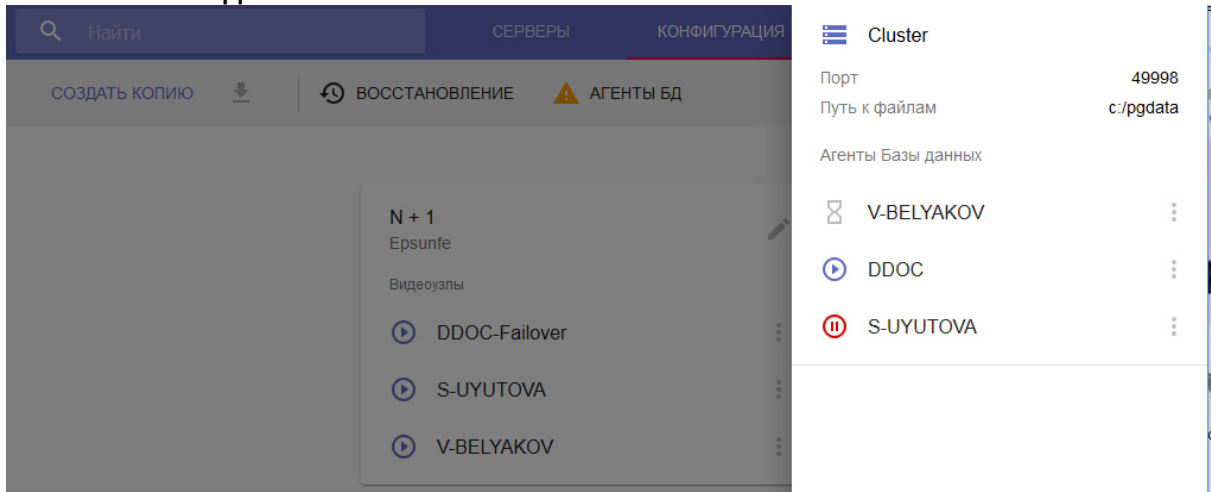 Найти
СЕРВЕРЫ
КОНФИГУРАЦИЯ
СОЗДАТЬ КОПИЮ
ВОССТАНОВЛЕНИЕ
АГЕНТЫ БД
N + 1
Epsunfe
Видеоузлы
DDOC-Failover
S-UYUTOVA
V-BELYAKOV
Cluster
Порт 49998
Путь к файлам c:/pgdata
Агенты Базы данных
V-BELYAKOV
DDOC
S-UYUTOVA